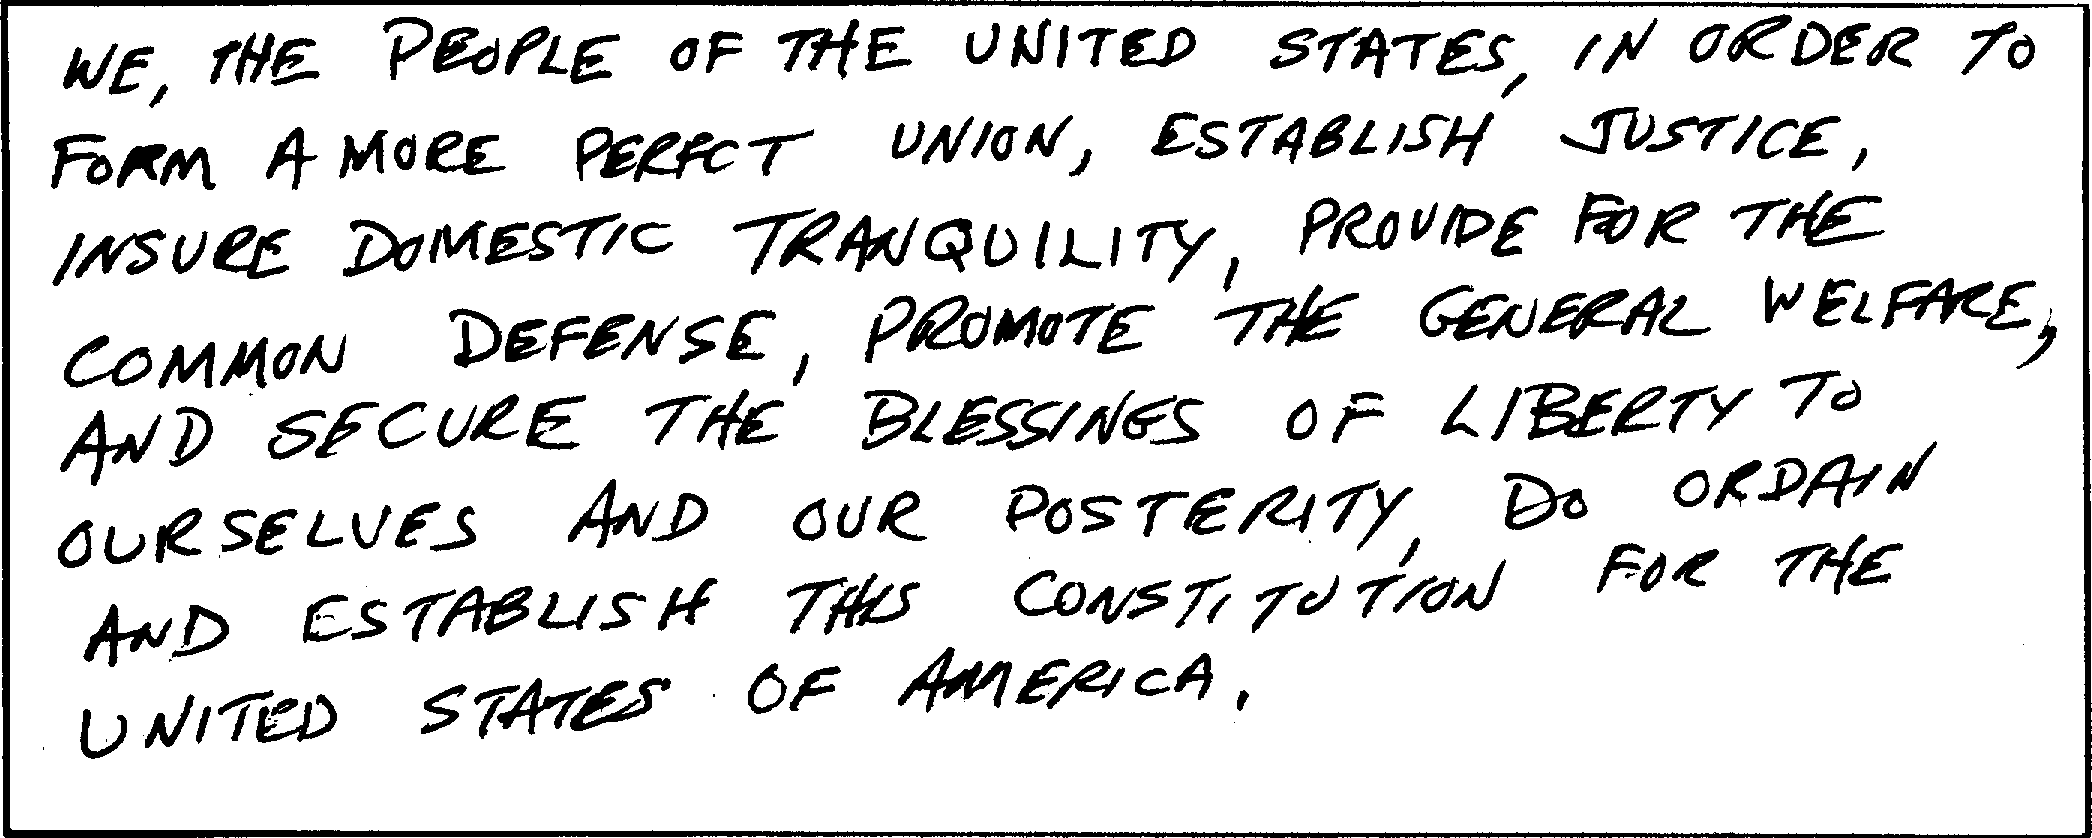 WE, THE PEOPLE OF THE UNITED STATES, IN ORDER TO
FORM A MORE PERFCT UNION, ESTABLISH JUSTICE,
INSURE DOMESTIC TRANQUILITY, PROVIDE FOR THE
COMMON DEFENSE, PROMOTE THE GENERAL WELFARE,
AND SECURE THE BLESSINGS OF LIBERTY TO
OURSELVES AND OUR POSTERITY, DO ORDAIN
AND ESTABLISH THIS CONSTITUTION FOR THE
UNITED STATES OF AMERICA.